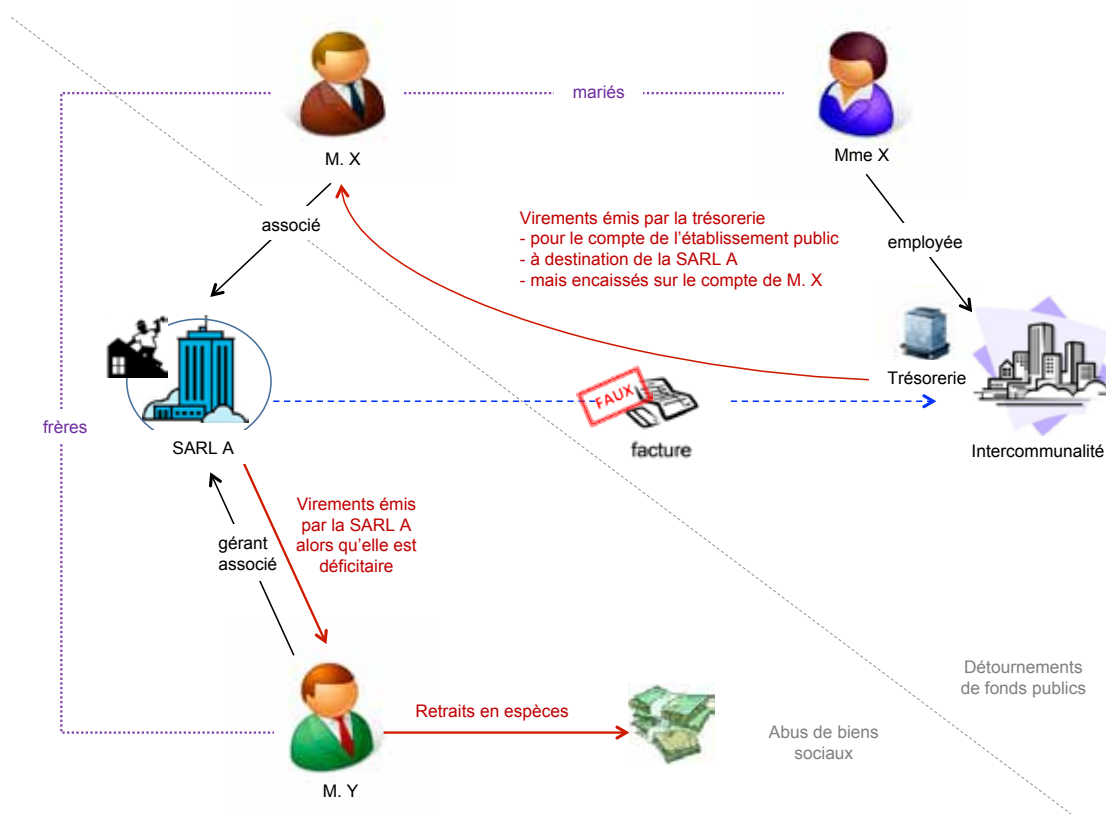 mariés
M. X
Mme X
associé
Virements émis par la trésorerie
- pour le compte de l'établissement public
- à destination de la SARL A
- mais encaissés sur le compte de M. X
employée
Trésorerie
FAUX
frères
SARL A
facture
Intercommunalité
Virements émis
par la SARL A
alors qu'elle est
déficitaire
gérant
associé
Détournements
de fonds publics
Retraits en espèces
Abus de biens
sociaux
M. Y